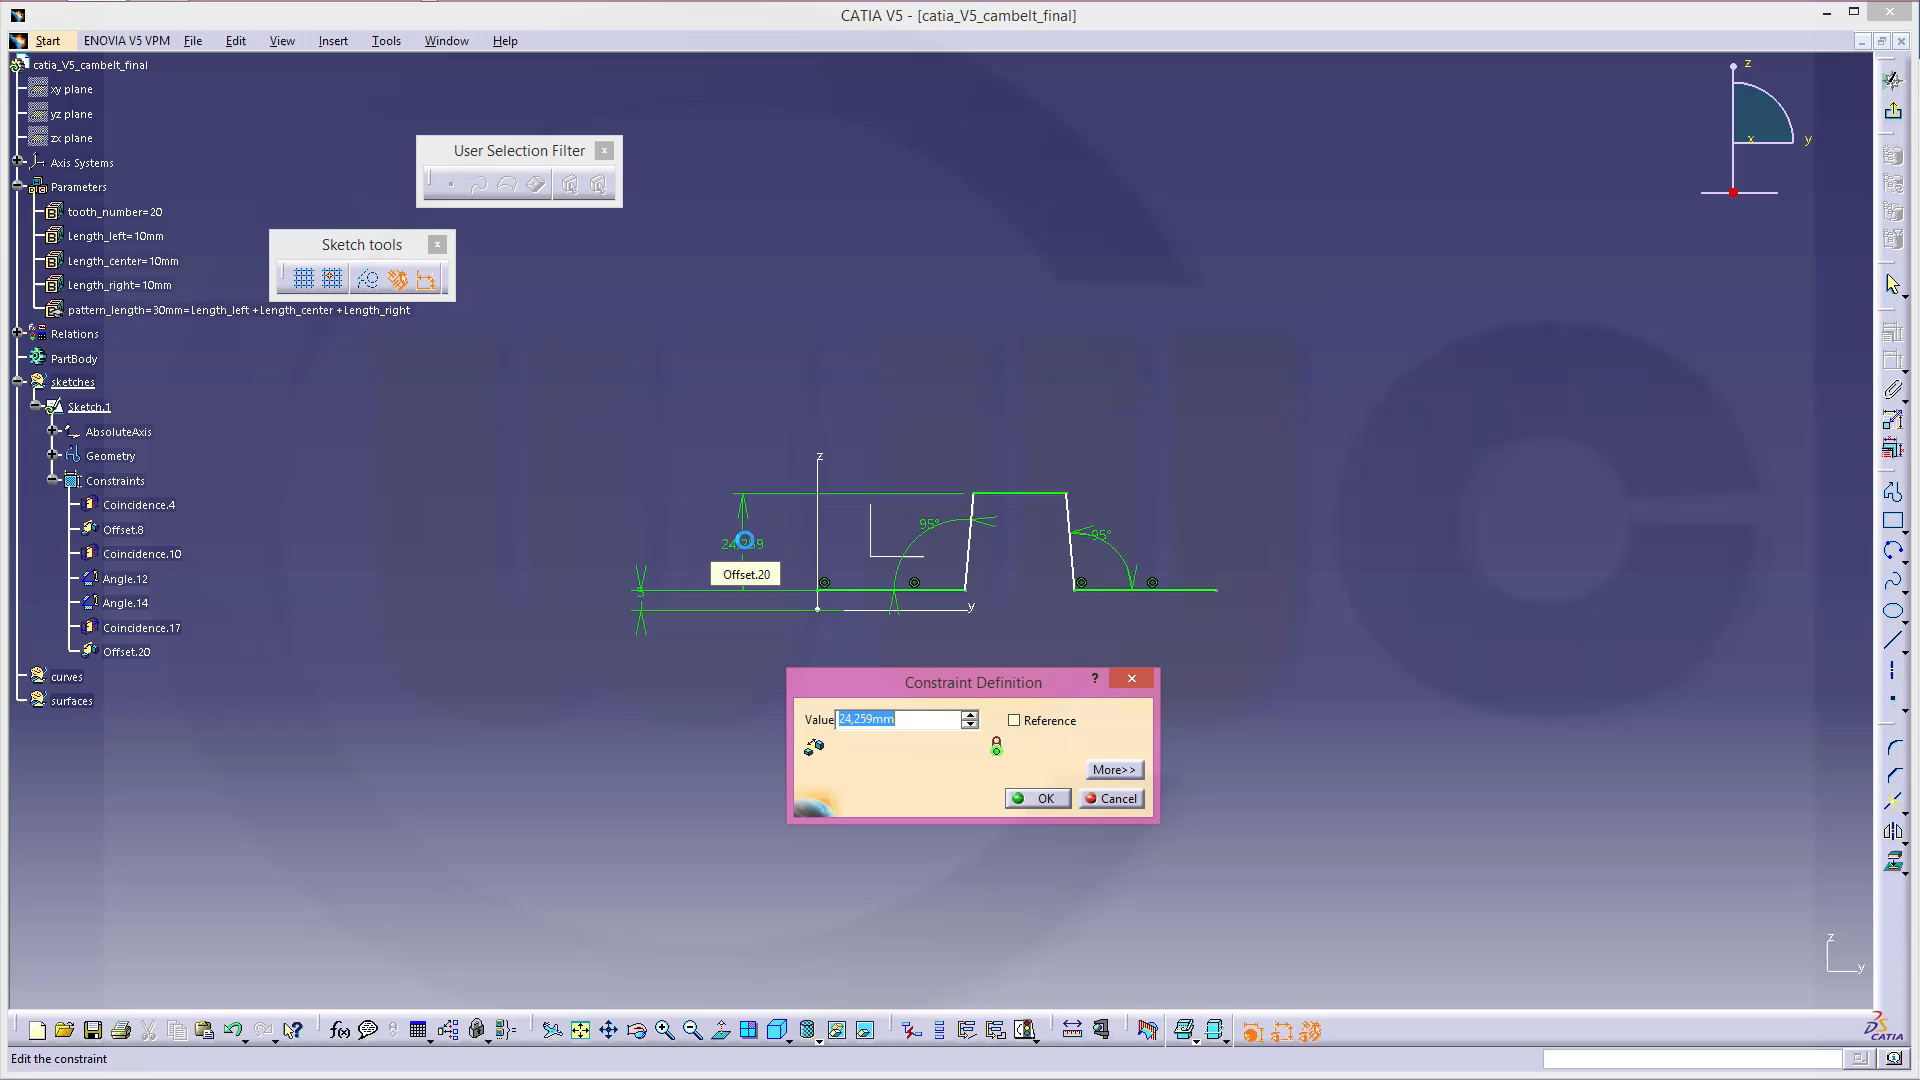 CATIA V5 - [catia_V5_cambelt_final]
Start ENOVIA V5 VPM File Edit View Insert Tools Window Help
catia_V5_cambelt_final
xy plane
yz plane
zx plane
Axis Systems
Parameters
tooth_number=20
Length_left=10mm
Length_center=10mm
Length_right=10mm
pattern_length=30mm=Length_left +Length_center +Length_right
Relations
PartBody
sketches
Sketch.1
AbsoluteAxis
Geometry
Constraints
Coincidence.4
Offset.8
Coincidence.10
Angle.12
Angle.14
Coincidence.17
Offset.20
curves
surfaces
User Selection Filter
Sketch tools
z
x y
z
95°
95°
24,259
Offset.20
5
y
Constraint Definition ?
Value 24,259mm Reference
More>>
OK Cancel
z
y
f(x)
CATIA
Edit the constraint